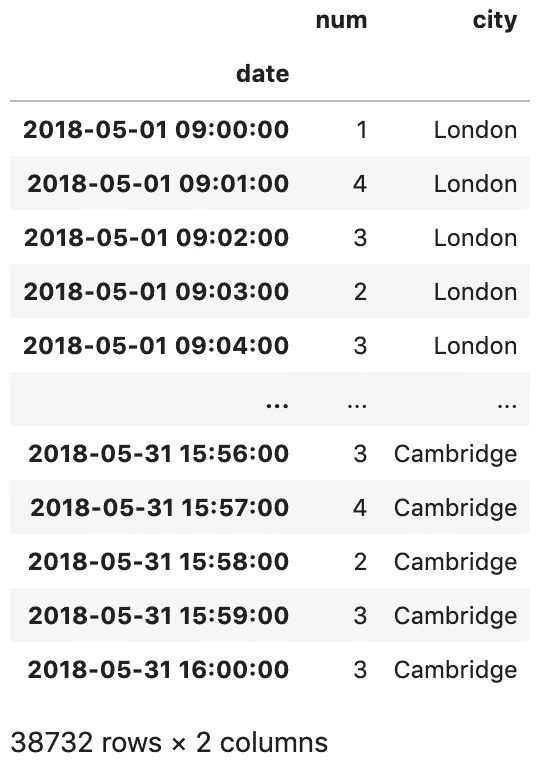 num city
date
2018-05-01 09:00:00 1 London
2018-05-01 09:01:00 4 London
2018-05-01 09:02:00 3 London
2018-05-01 09:03:00 2 London
2018-05-01 09:04:00 3 London
... ... ...
2018-05-31 15:56:00 3 Cambridge
2018-05-31 15:57:00 4 Cambridge
2018-05-31 15:58:00 2 Cambridge
2018-05-31 15:59:00 3 Cambridge
2018-05-31 16:00:00 3 Cambridge
38732 rows × 2 columns